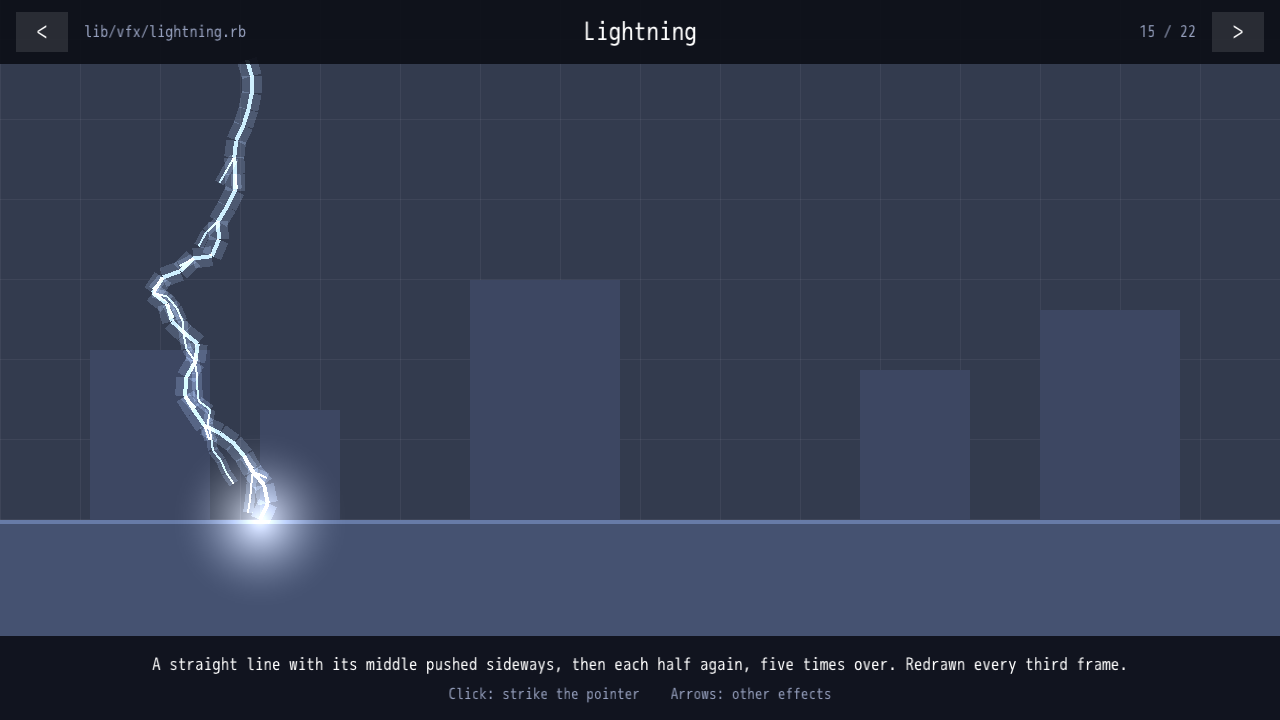 <
lib/vfx/lightning.rb
Lightning
15 / 22
>
A straight line with its middle pushed sideways, then each half again, five times over. Redrawn every third frame.
Click: strike the pointer    Arrows: other effects